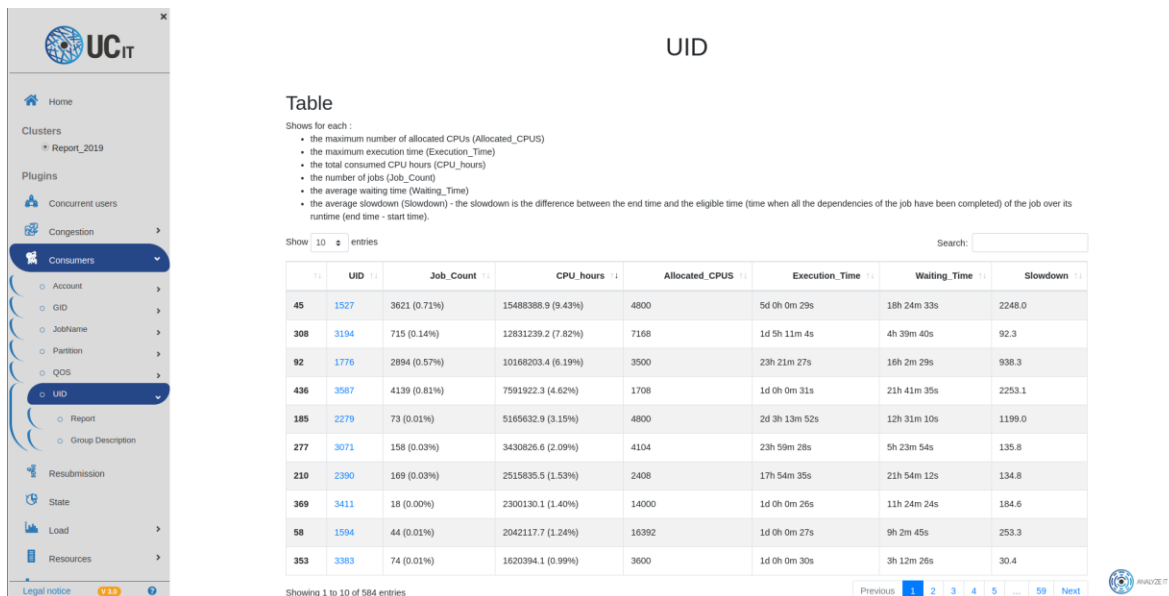 ×
UCIT
Home
Clusters
Report_2019
Plugins
Concurrent users
Congestion
Consumers
Account
GID
JobName
Partition
QOS
UID
Report
Group Description
Resubmission
State
Load
Resources
Legal notice V 3.0 ?
UID
Table
Shows for each :
• the maximum number of allocated CPUs (Allocated_CPUS)
• the maximum execution time (Execution_Time)
• the total consumed CPU hours (CPU_hours)
• the number of jobs (Job_Count)
• the average waiting time (Waiting_Time)
• the average slowdown (Slowdown) - the slowdown is the difference between the end time and the eligible time (time when all the dependencies of the job have been completed) of the job over its
runtime (end time - start time).
Show 10 entries Search:
UID Job_Count CPU_hours Allocated_CPUS Execution_Time Waiting_Time Slowdown
45 1527 3621 (0.71%) 15488388.9 (9.43%) 4800 5d 0h 0m 29s 18h 24m 33s 2248.0
308 3194 715 (0.14%) 12831239.2 (7.82%) 7168 1d 5h 11m 4s 4h 39m 40s 92.3
92 1776 2894 (0.57%) 10168203.4 (6.19%) 3500 23h 21m 27s 16h 2m 29s 938.3
436 3587 4139 (0.81%) 7591922.3 (4.62%) 1708 1d 0h 0m 31s 21h 41m 35s 2253.1
185 2279 73 (0.01%) 5165632.9 (3.15%) 4800 2d 3h 13m 52s 12h 31m 10s 1199.0
277 3071 158 (0.03%) 3430826.6 (2.09%) 4104 23h 59m 28s 5h 23m 54s 135.8
210 2390 169 (0.03%) 2515835.5 (1.53%) 2408 17h 54m 35s 21h 54m 12s 134.8
369 3411 18 (0.00%) 2300130.1 (1.40%) 14000 1d 0h 0m 26s 11h 24m 24s 184.6
58 1594 44 (0.01%) 2042117.7 (1.24%) 16392 1d 0h 0m 27s 9h 2m 45s 253.3
353 3383 74 (0.01%) 1620394.1 (0.99%) 3600 1d 0h 0m 30s 3h 12m 26s 30.4
Showing 1 to 10 of 584 entries Previous 1 2 3 4 5 … 59 Next
ANALYZE IT